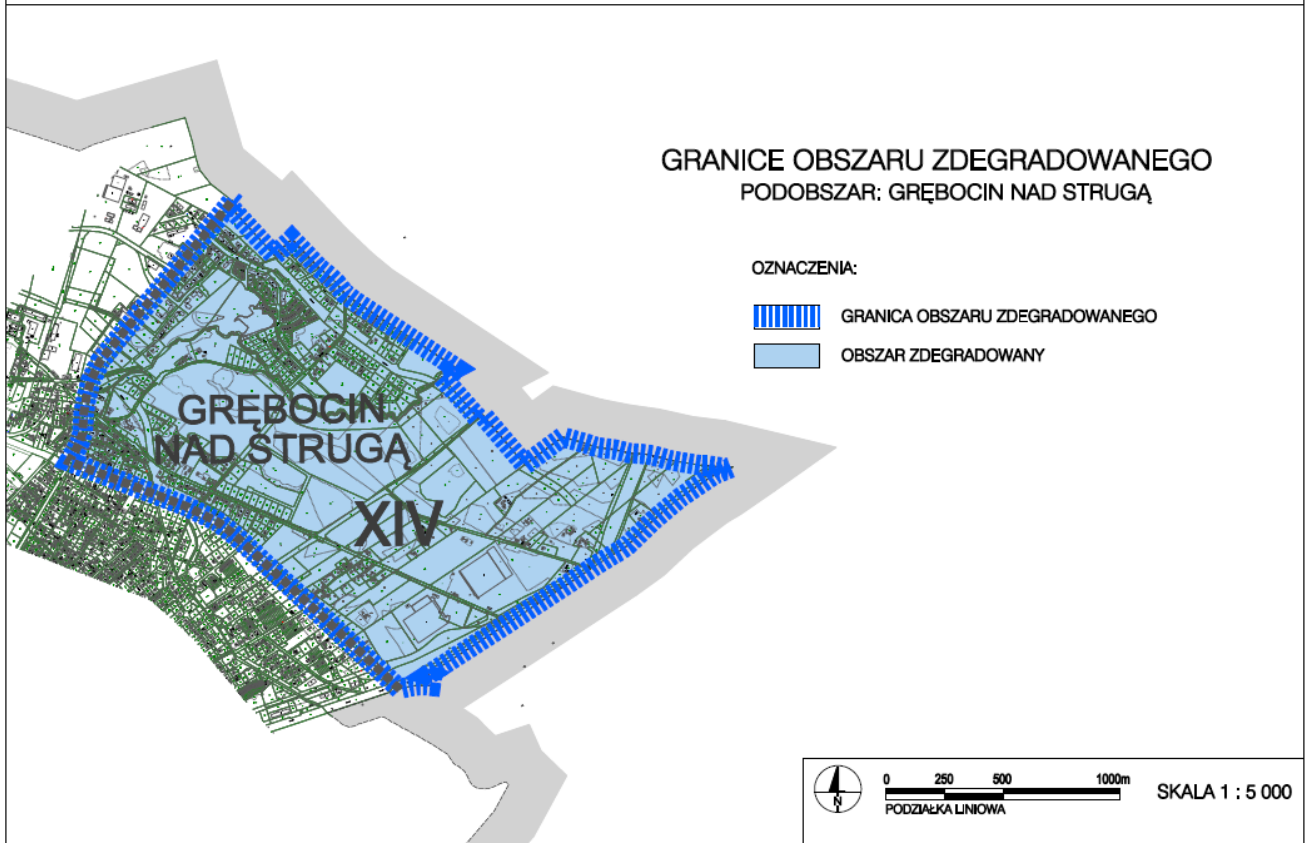 GRANICE OBSZARU ZDEGRADOWANEGO
PODOBSZAR: GRĘBOCIN NAD STRUGĄ
OZNACZENIA:
GRANICA OBSZARU ZDEGRADOWANEGO
OBSZAR ZDEGRADOWANY
GRĘBOCIN
NAD STRUGĄ
XIV
N
0 250 500 1000m
PODZIAŁKA LINIOWA
SKALA 1 : 5 000